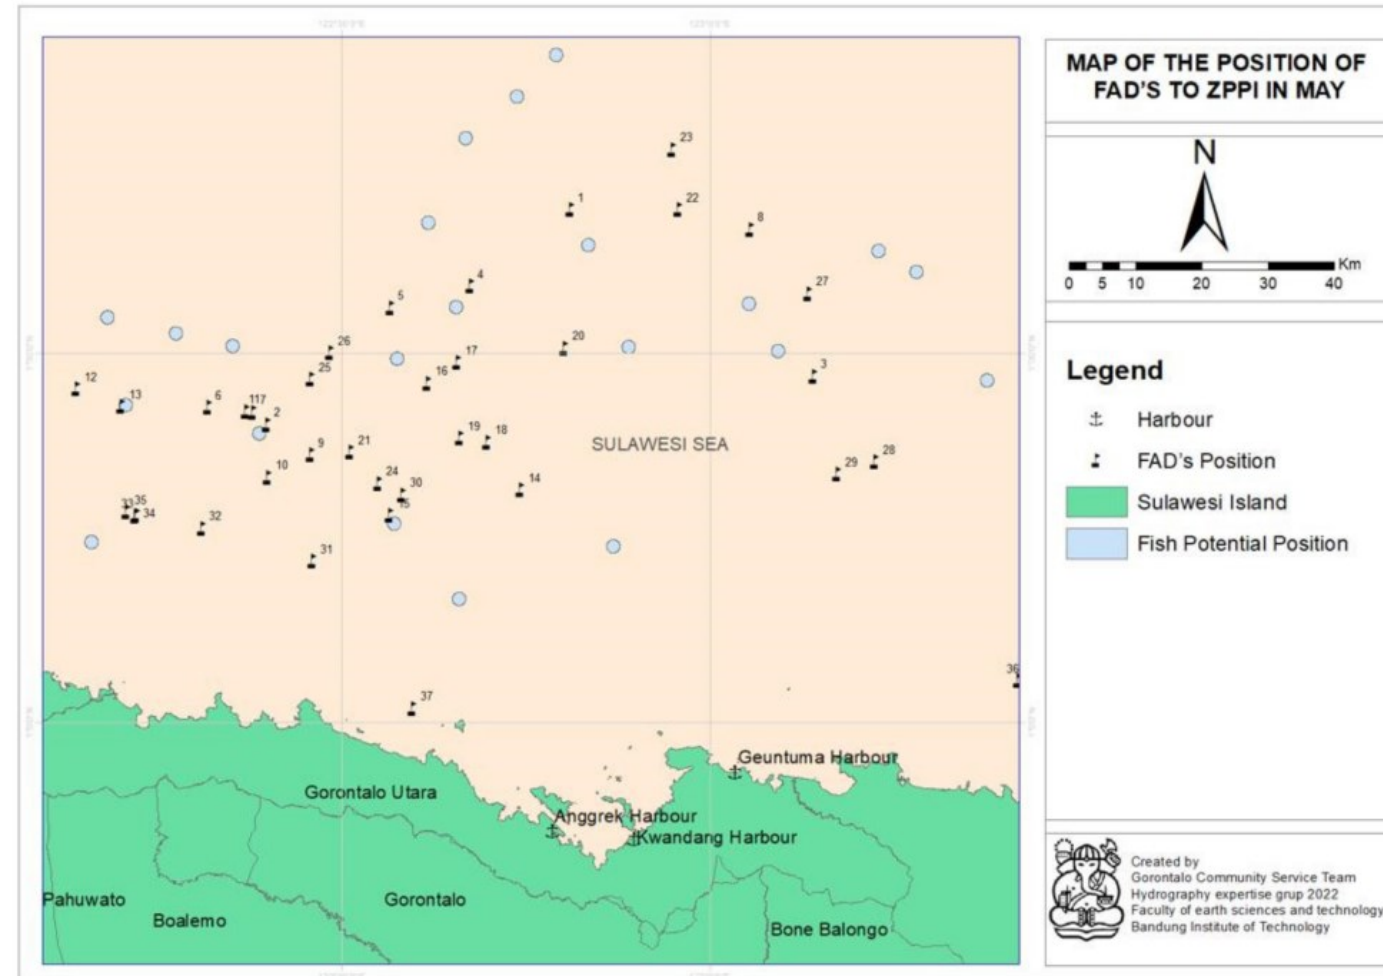 MAP OF THE POSITION OF
FAD'S TO ZPPI IN MAY
N
Km
0 5 10 20 30 40
Legend
Harbour
FAD's Position
Sulawesi Island
Fish Potential Position
Created by
Gorontalo Community Service Team
Hydrography expertise grup 2022
Faculty of earth sciences and technology
Bandung Institute of Technology
23
1
22
8
4
27
5
20
26
17
3
25
16
12
13
6
117
2
19
18
SULAWESI SEA
9
21
28
29
10
24
14
30
15
33
35
34
32
31
36
37
Geuntuma Harbour
Gorontalo Utara
Anggrek Harbour
Kwandang Harbour
Pahuwato
Gorontalo
Boalemo
Bone Balongo